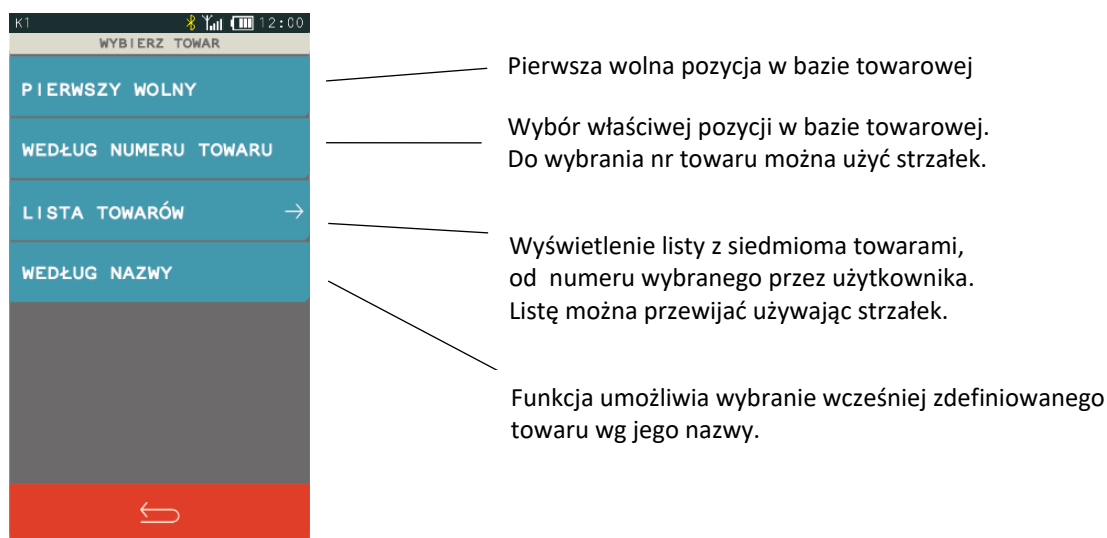 K1 12:00
WYBIERZ TOWAR
PIERWSZY WOLNY
WEDŁUG NUMERU TOWARU
LISTA TOWARÓW →
WEDŁUG NAZWY
Pierwsza wolna pozycja w bazie towarowej
Wybór właściwej pozycji w bazie towarowej.
Do wybrania nr towaru można użyć strzałek.
Wyświetlenie listy z siedmioma towarami,
od numeru wybranego przez użytkownika.
Listę można przewijać używając strzałek.
Funkcja umożliwia wybranie wcześniej zdefiniowanego
towaru wg jego nazwy.